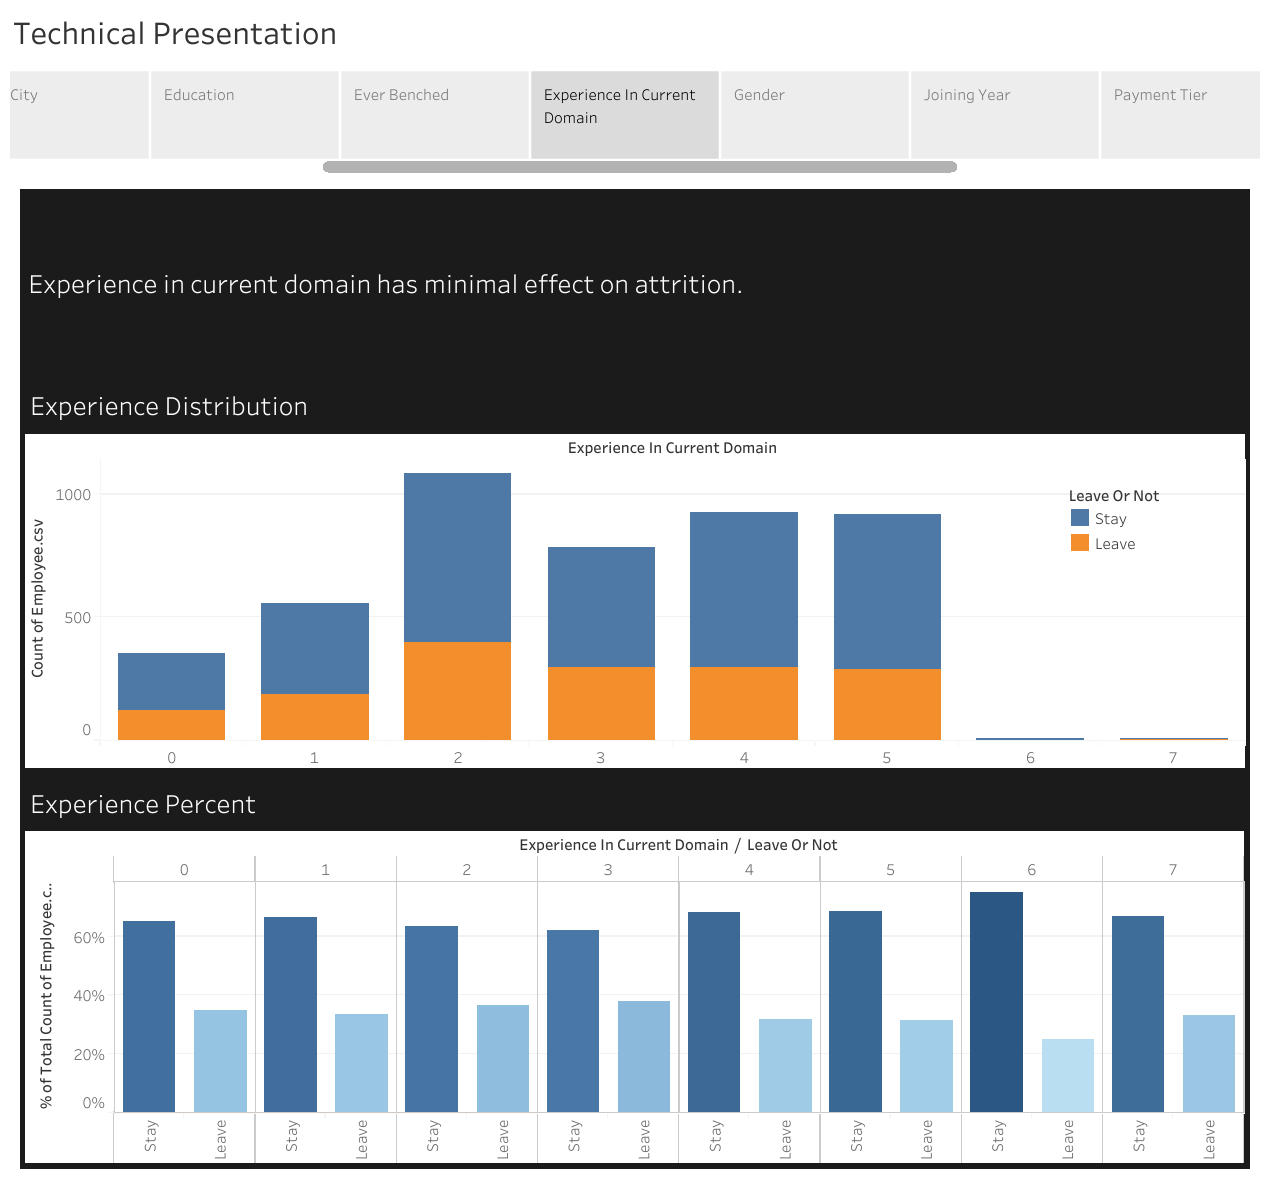 Technical Presentation
City
Education
Ever Benched
Experience In Current
Domain
Gender
Joining Year
Payment Tier
Experience in current domain has minimal effect on attrition.
Experience Distribution
Experience In Current Domain
Count of Employee.csv
1000
500
0
Leave Or Not
Stay
Leave
0 1 2 3 4 5 6 7
Experience Percent
Experience In Current Domain / Leave Or Not
0 1 2 3 4 5 6 7
% of Total Count of Employee.c..
60%
40%
20%
0%
Stay Leave Stay Leave Stay Leave Stay Leave Stay Leave Stay Leave Stay Leave Stay Leave